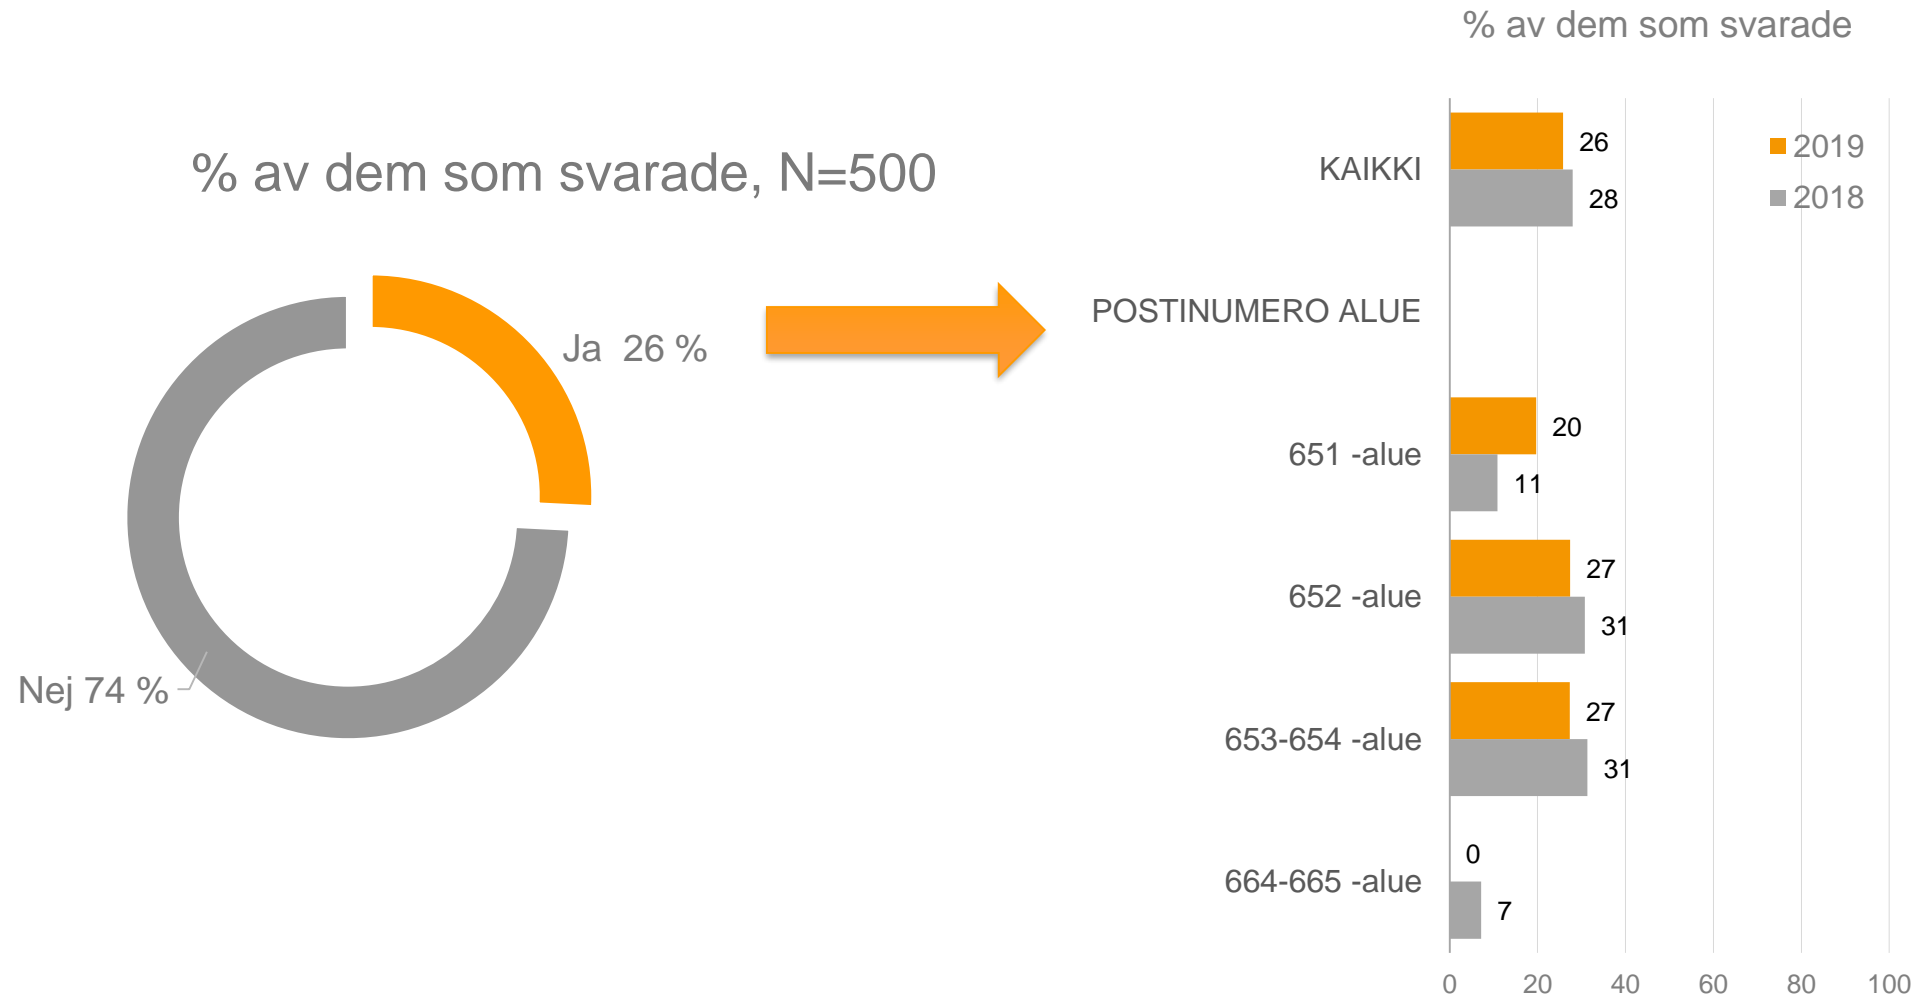 % av dem som svarade, N=500
Ja 26 %
Nej 74 %
% av dem som svarade
2019
2018
KAIKKI
26
28
POSTINUMERO ALUE
651 -alue
20
11
652 -alue
27
31
653-654 -alue
27
31
664-665 -alue
0
7
0 20 40 60 80 100